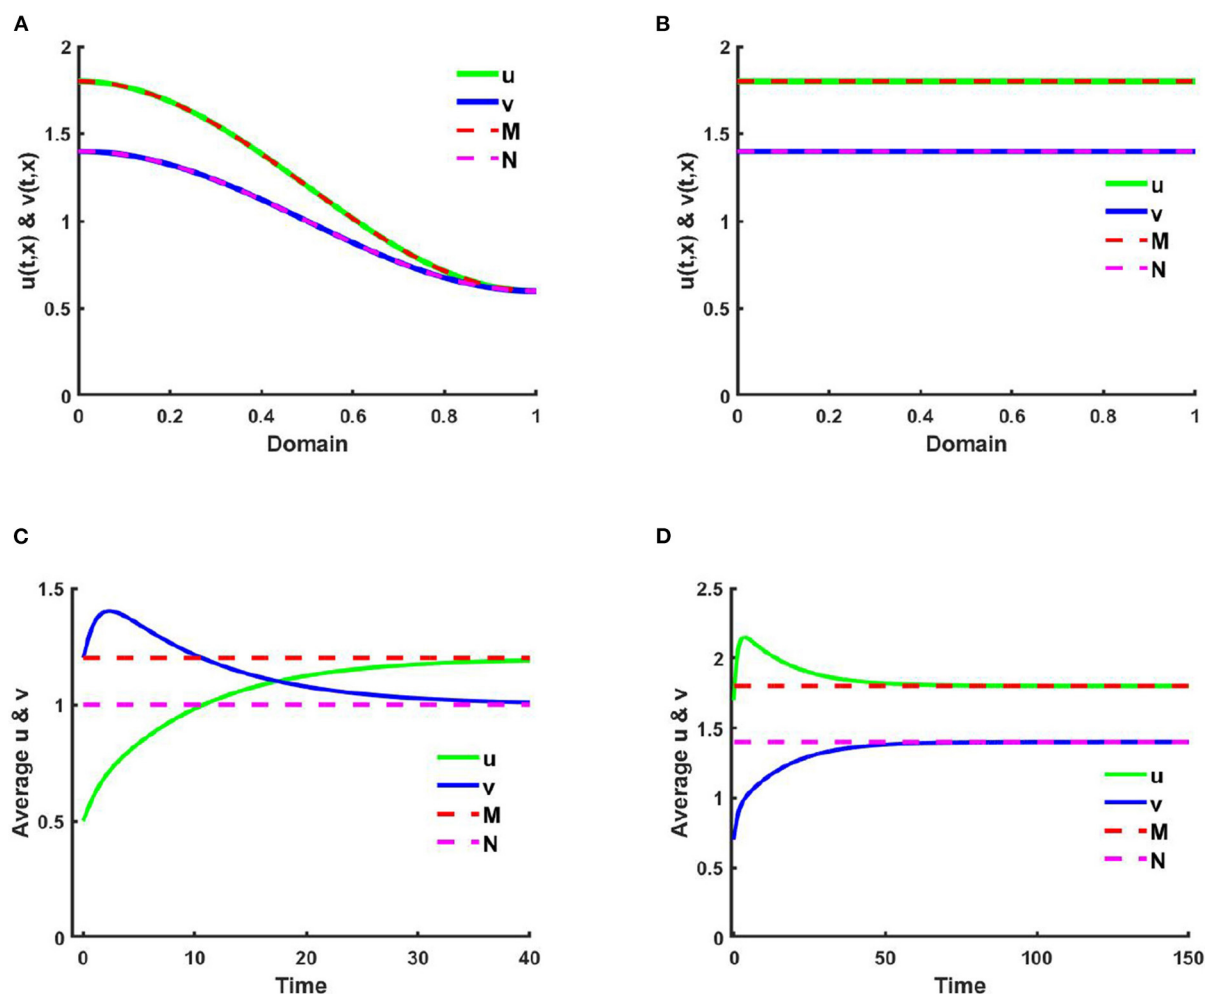 A
u(t,x) & v(t,x)
2
1.5
1
0.5
0
0 0.2 0.4 0.6 0.8 1
Domain
u
v
M
N
B
u(t,x) & v(t,x)
2
1.5
1
0.5
0
0 0.2 0.4 0.6 0.8 1
Domain
u
v
M
N
C
Average u & v
1.5
1
0.5
0
0 10 20 30 40
Time
u
v
M
N
D
Average u & v
2.5
2
1.5
1
0.5
0
0 50 100 150
Time
u
v
M
N